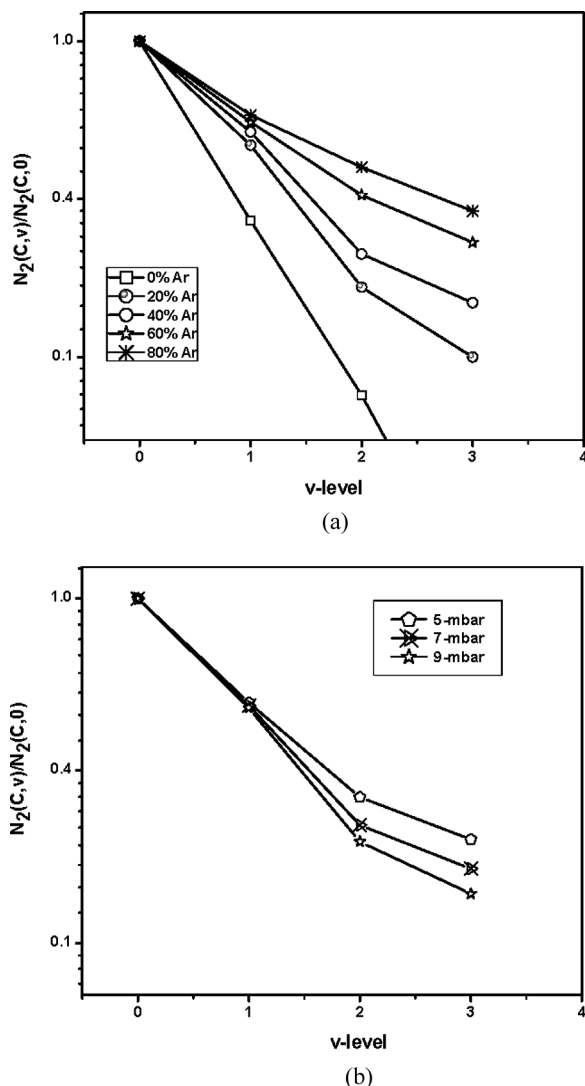 1.0
0.4
0.1
N₂(C,v)/N₂(C,0)
0% Ar
20% Ar
40% Ar
60% Ar
80% Ar
0 1 2 3 4
v-level
(a)
1.0
0.4
0.1
N₂(C,v)/N₂(C,0)
5-mbar
7-mbar
9-mbar
0 1 2 3 4
v-level
(b)